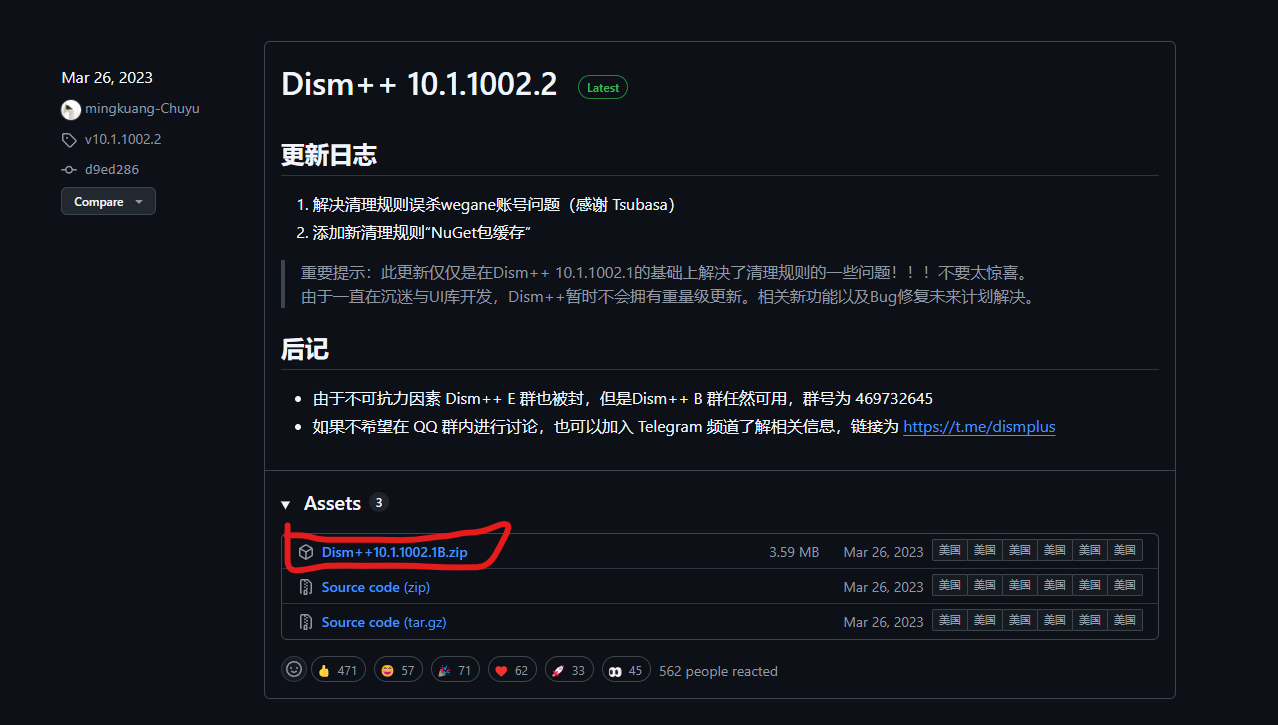 Mar 26, 2023
mingkuang-Chuyu
v10.1.1002.2
d9ed286
Compare
Dism++ 10.1.1002.2 Latest
更新日志
1. 解决清理规则误杀wegane账号问题（感谢 Tsubasa）
2. 添加新清理规则“NuGet包缓存”
重要提示：此更新仅仅是在Dism++ 10.1.1002.1的基础上解决了清理规则的一些问题！！！不要太惊喜。
由于一直在沉迷与UI库开发，Dism++暂时不会拥有重量级更新。相关新功能以及Bug修复未来计划解决。
后记
由于不可抗力因素 Dism++ E 群也被封，但是Dism++ B 群任然可用，群号为 469732645
如果不希望在 QQ 群内进行讨论，也可以加入 Telegram 频道了解相关信息，链接为 https://t.me/dismplus
Assets 3
Dism++10.1.1002.1B.zip 3.59 MB Mar 26, 2023 美国 美国 美国 美国 美国 美国
Source code (zip) Mar 26, 2023 美国 美国 美国 美国 美国 美国
Source code (tar.gz) Mar 26, 2023 美国 美国 美国 美国 美国 美国
471 57 71 62 33 45 562 people reacted